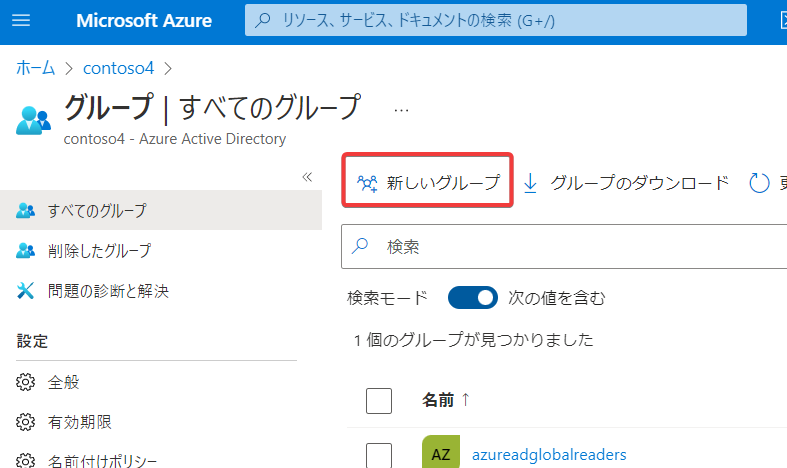 Microsoft Azure
リソース、サービス、ドキュメントの検索 (G+/)
ホーム > contoso4 >
グループ | すべてのグループ ...
contoso4 - Azure Active Directory
«
新しいグループ
グループのダウンロード
すべてのグループ
削除したグループ
問題の診断と解決
設定
全般
有効期限
名前付けポリシー
検索
検索モード
次の値を含む
1 個のグループが見つかりました
名前 ↑
AZ azureadglobalreaders